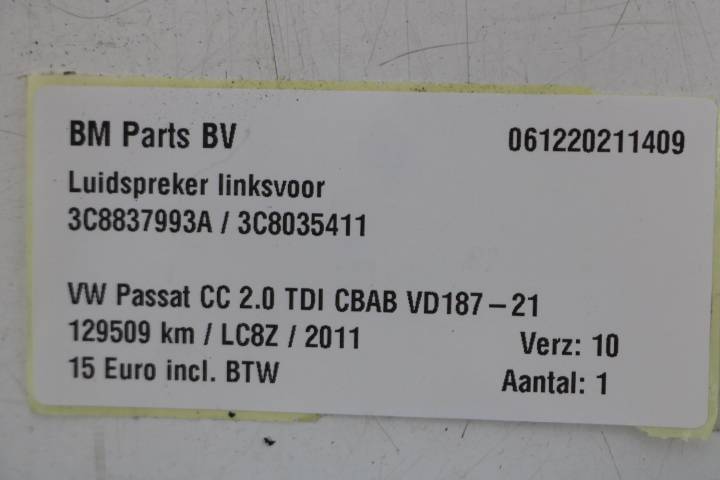 BM Parts BV 061220211409
Luidspreker linksvoor
3C8837993A / 3C8035411
VW Passat CC 2.0 TDI CBAB VD187-21
129509 km / LC8Z / 2011 Verz: 10
15 Euro incl. BTW Aantal: 1